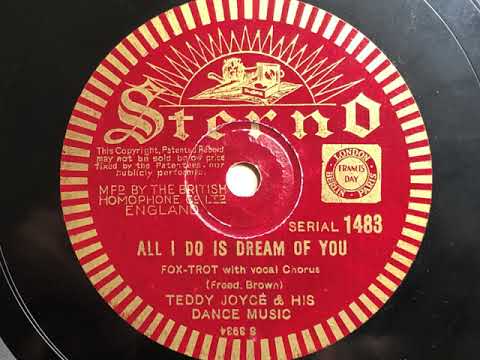 Sterno
This Copyright, Patented Record
may not be sold below price
fixed by the Patentees, nor
publicly performed.
MFD BY THE BRITISH
HOMOPHONE CO. LTD
ENGLAND
LONDON
FRANCIS
DAY
BERLIN PARIS
SERIAL 1483
ALL I DO IS DREAM OF YOU
FOX-TROT with vocal Chorus
(Freed. Brown)
TEDDY JOYCE & HIS
DANCE MUSIC
S 3934